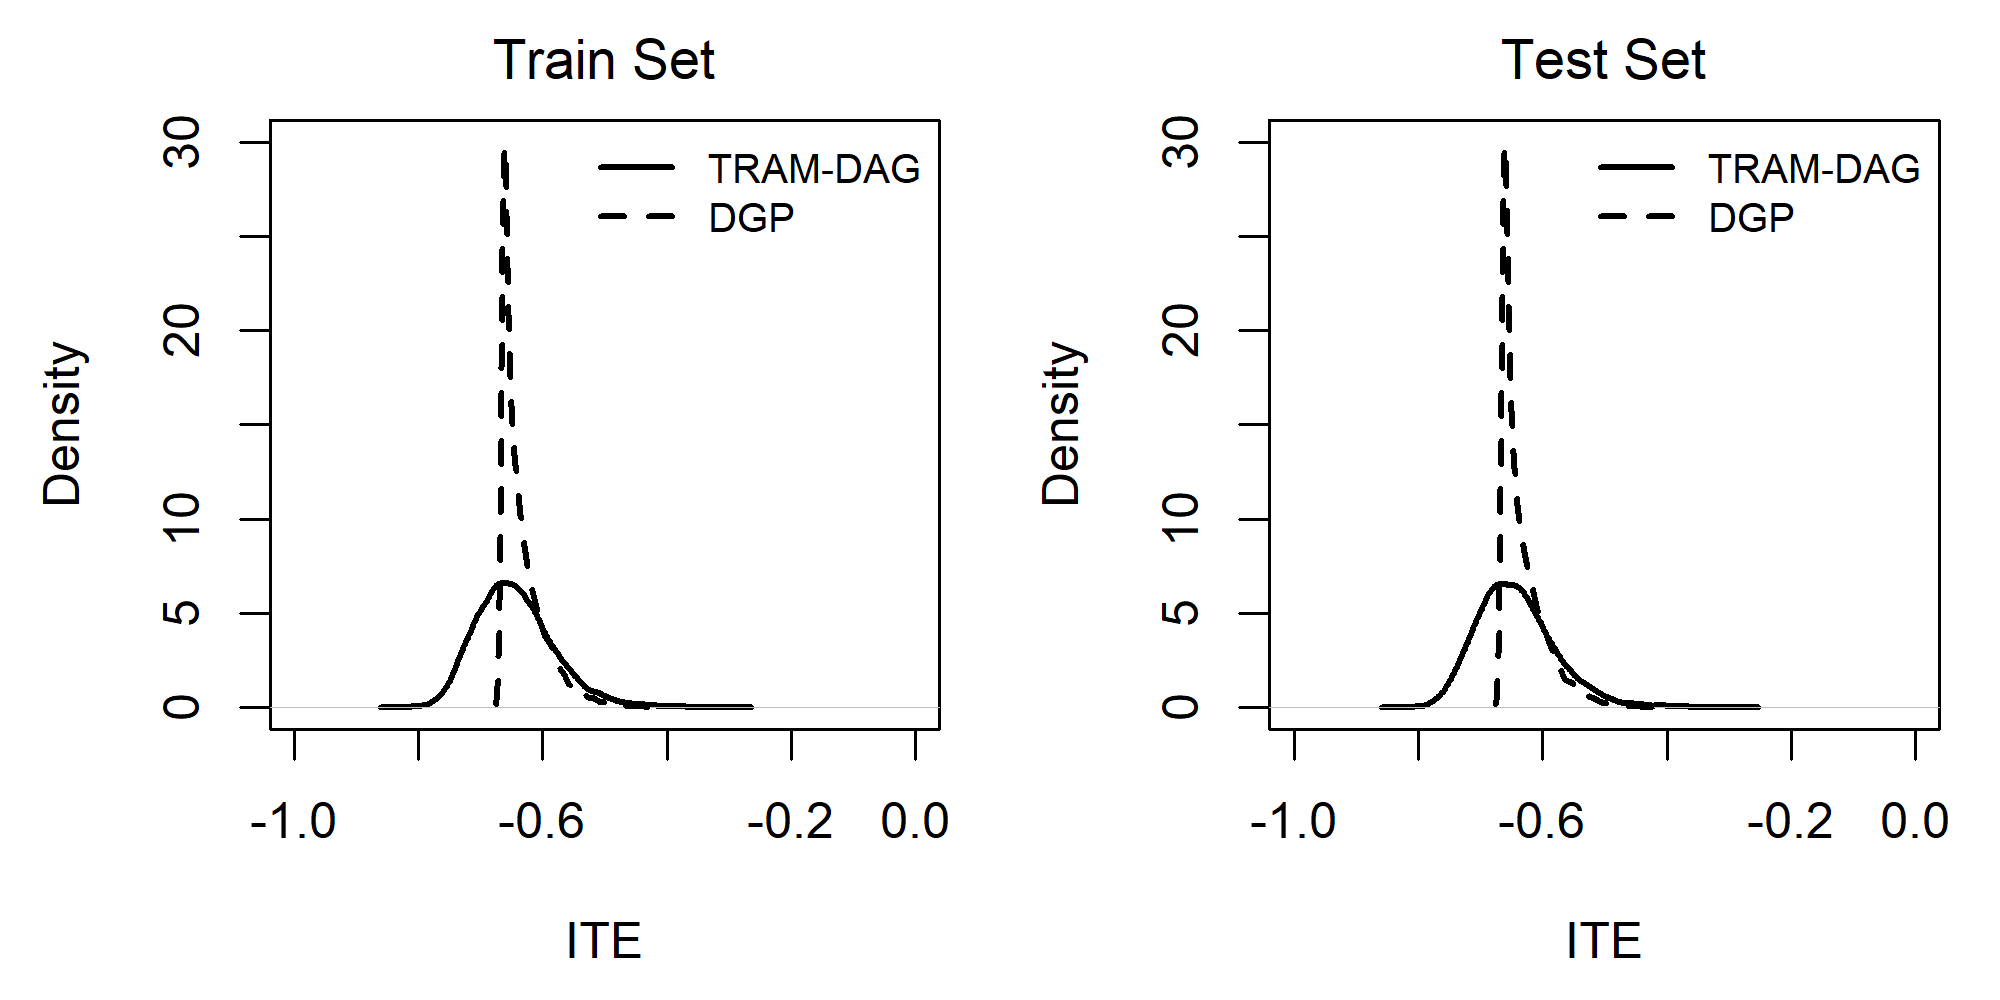 Train Set
TRAM-DAG
DGP
Density
30
20
10
5
0
-1.0 -0.6 -0.2 0.0
ITE
Test Set
TRAM-DAG
DGP
Density
30
20
10
5
0
-1.0 -0.6 -0.2 0.0
ITE